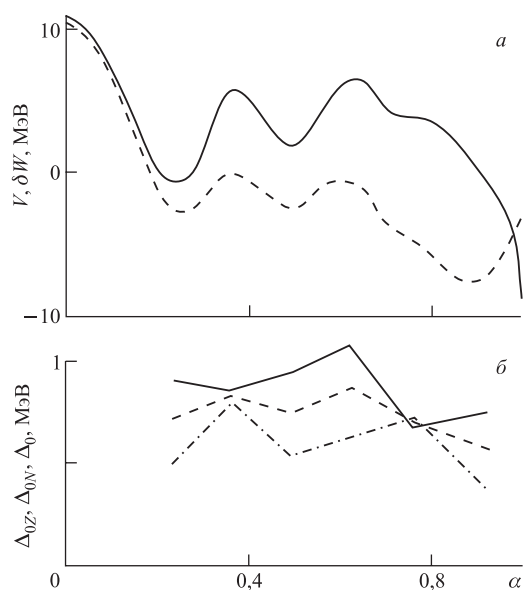 10
а
V, δW, МэВ
0
−10
1
б
Δ₀Z, Δ₀N, Δ₀, МэВ
0
0,4
0,8
α